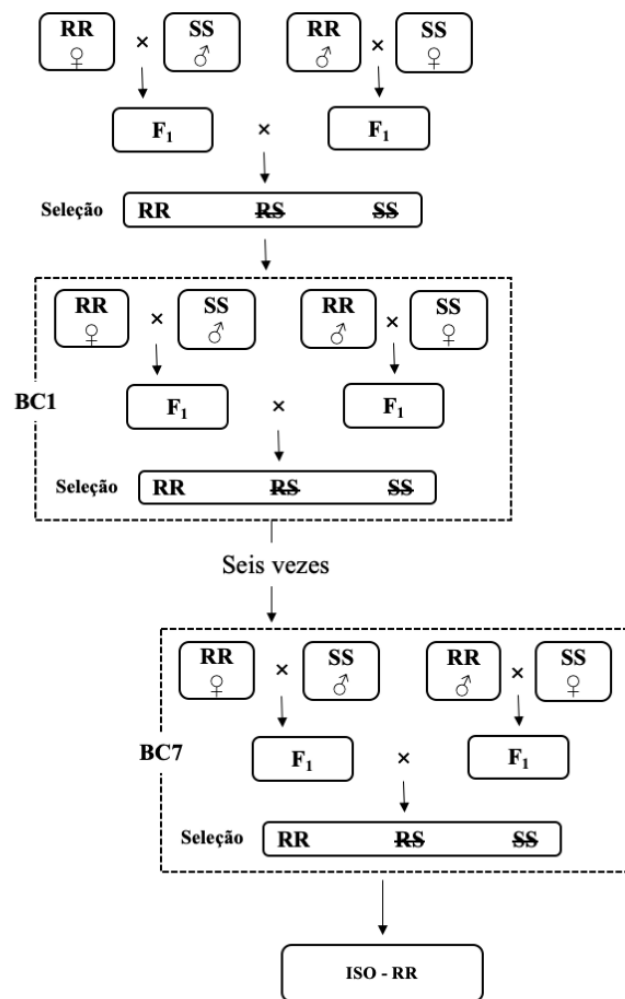 RR × SS RR × SS
♀ ♂ ♂ ♀
F₁ × F₁
Seleção RR RS SS
RR × SS RR × SS
♀ ♂ ♂ ♀
BC1
F₁ × F₁
Seleção RR RS SS
Seis vezes
RR × SS RR × SS
♀ ♂ ♂ ♀
BC7
F₁ × F₁
Seleção RR RS SS
ISO - RR